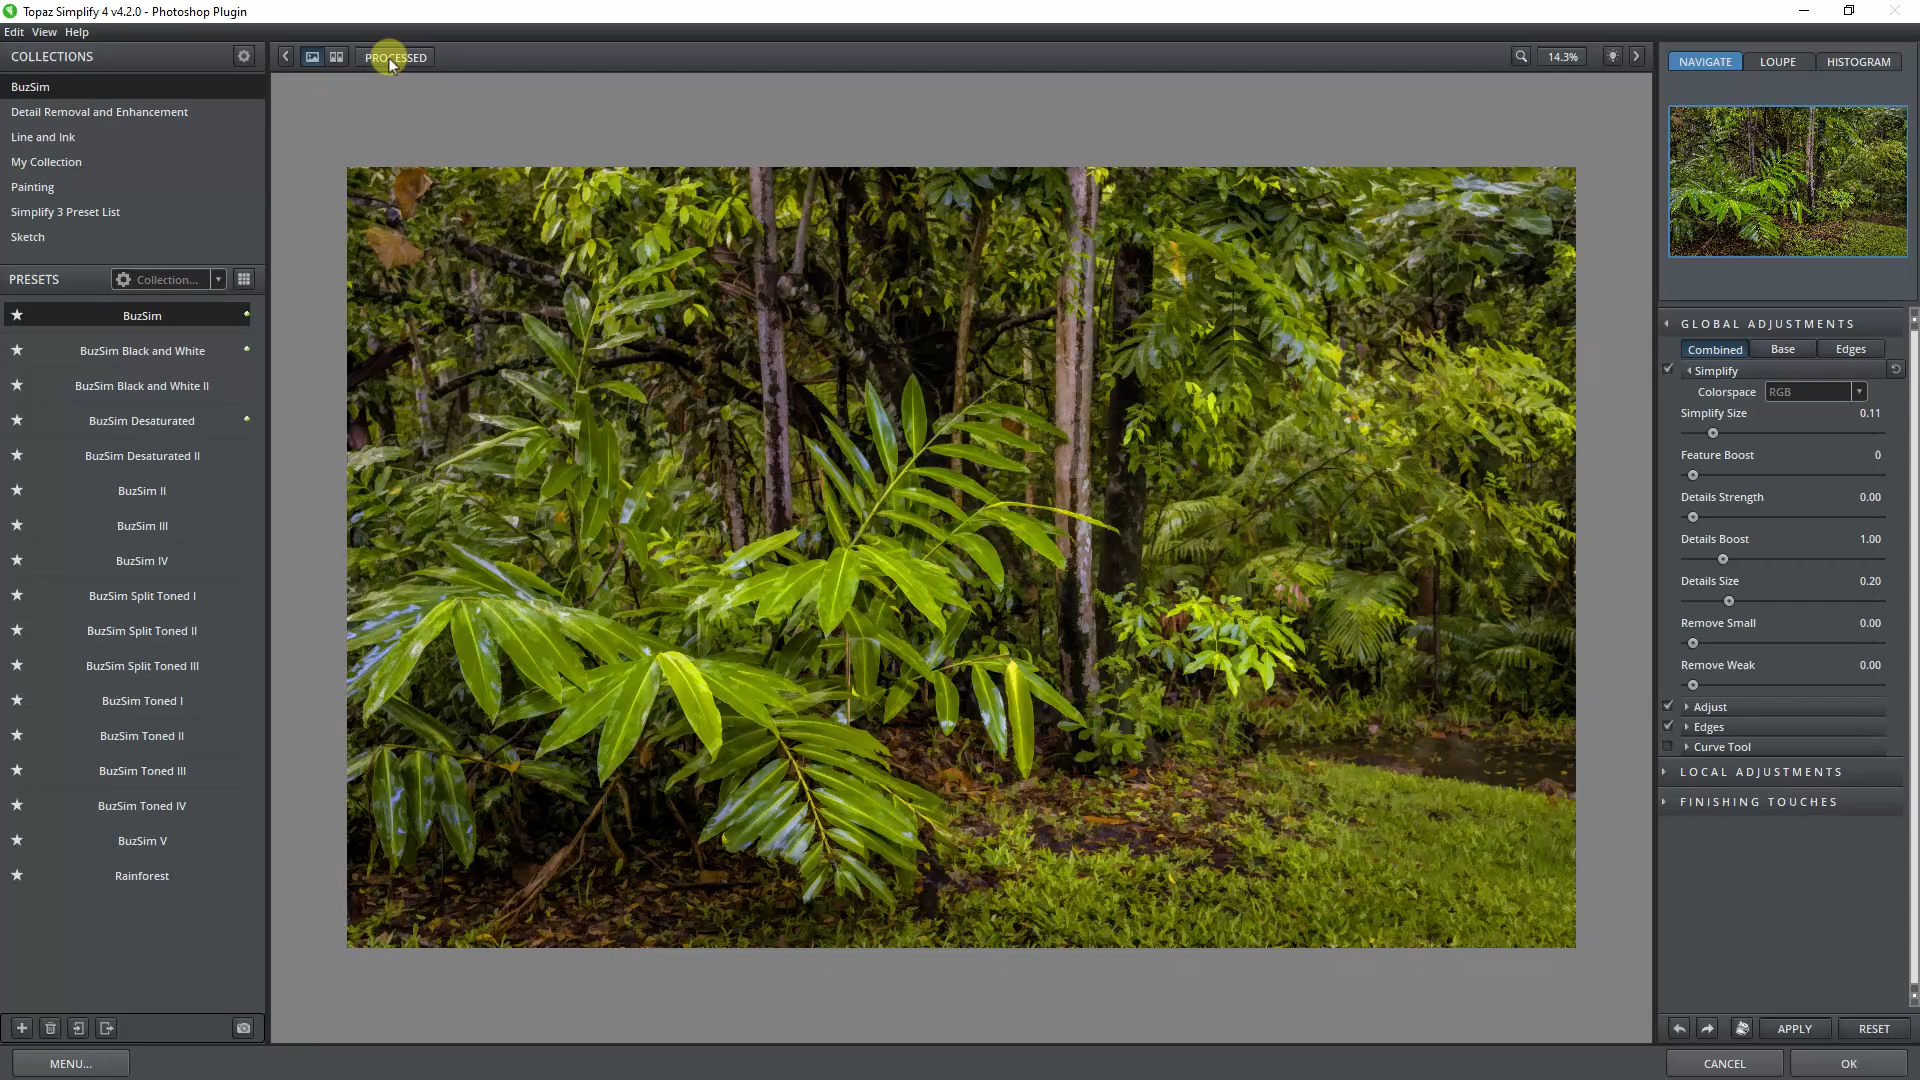 Topaz Simplify 4 v4.2.0 - Photoshop Plugin
Edit View Help
COLLECTIONS
BuzSim
Detail Removal and Enhancement
Line and Ink
My Collection
Painting
Simplify 3 Preset List
Sketch
PRESETS Collection...
BuzSim
BuzSim Black and White
BuzSim Black and White II
BuzSim Desaturated
BuzSim Desaturated II
BuzSim II
BuzSim III
BuzSim IV
BuzSim Split Toned I
BuzSim Split Toned II
BuzSim Split Toned III
BuzSim Toned I
BuzSim Toned II
BuzSim Toned III
BuzSim Toned IV
BuzSim V
Rainforest
MENU...
PROCESSED
14.3%
NAVIGATE LOUPE HISTOGRAM
GLOBAL ADJUSTMENTS
Combined Base Edges
Simplify
Colorspace RGB
Simplify Size 0.11
Feature Boost 0
Details Strength 0.00
Details Boost 1.00
Details Size 0.20
Remove Small 0.00
Remove Weak 0.00
Adjust
Edges
Curve Tool
LOCAL ADJUSTMENTS
FINISHING TOUCHES
APPLY RESET
CANCEL OK